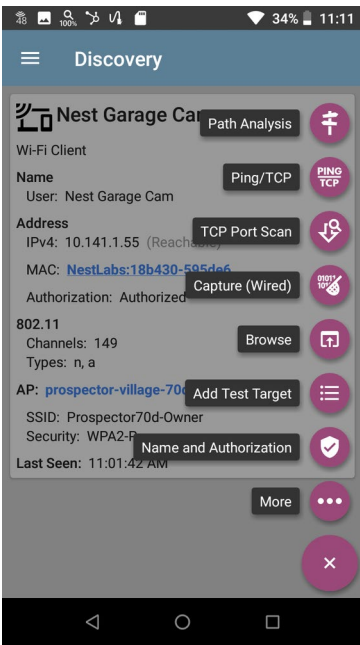 48
100%
34% 11:11
Discovery
Nest Garage
Path Analysis
Wi-Fi Client
Name
Ping/TCP
PING
TCP
User: Nest Garage Cam
Address
TCP Port Scan
IPv4: 10.141.1.55
MAC: NestLabs:18b430-595de6
Capture (Wired)
Authorization: Authorized
802.11
Channels: 149
Browse
Types: n, a
AP: prospector-village-70
Add Test Target
SSID: Prospector70d-Owner
Security:
Name and Authorization
Last Seen: 11:01:42 AM
More